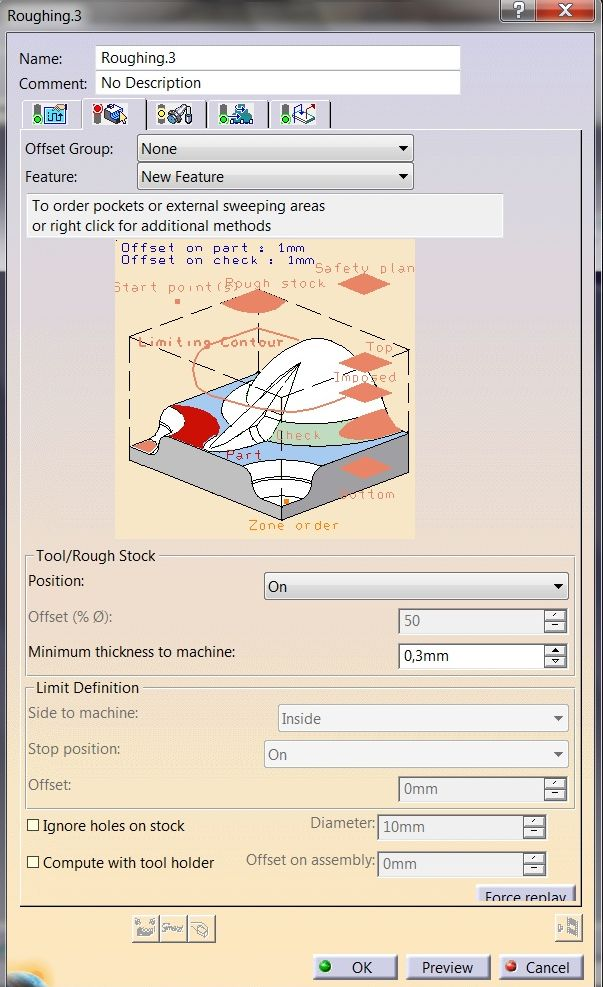 Roughing.3
?
X
Name:
Roughing.3
Comment:
No Description
Offset Group:
None
Feature:
New Feature
To order pockets or external sweeping areas
or right click for additional methods
Offset on part : 1mm
Offset on check : 1mm
Safety plan
Start point(s)
Rough stock
Limiting Contour
Top
Imposed
Check
Part
Bottom
Zone order
Tool/Rough Stock
Position:
On
Offset (% Ø):
50
Minimum thickness to machine:
0,3mm
Limit Definition
Side to machine:
Inside
Stop position:
On
Offset:
0mm
Ignore holes on stock
Diameter:
10mm
Compute with tool holder
Offset on assembly:
0mm
Force replay
OK
Preview
Cancel